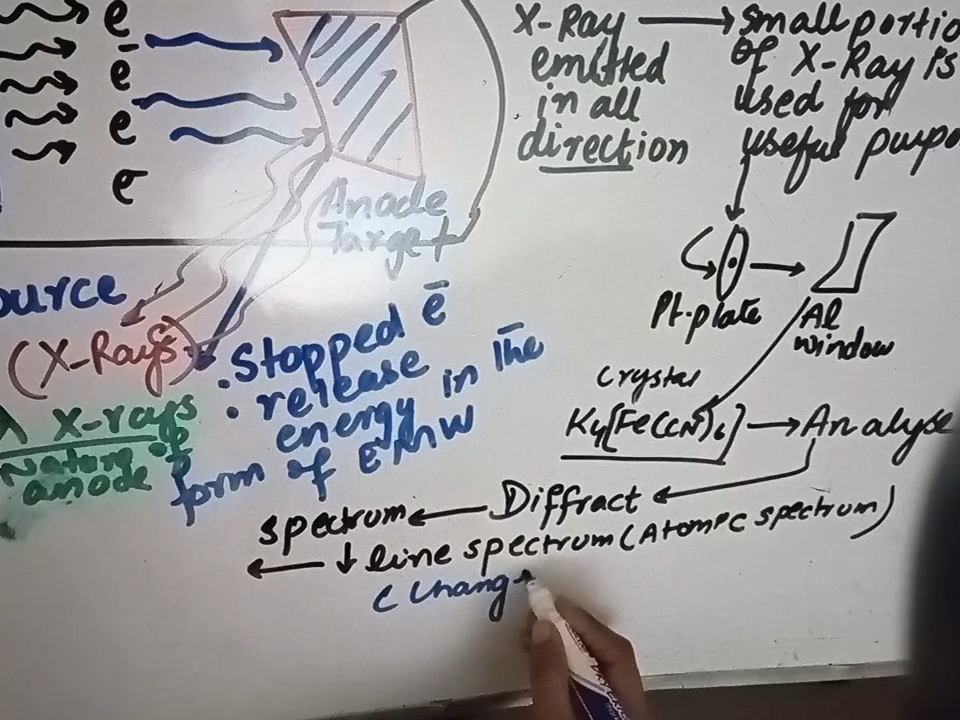 e
e
e
e
e
Anode
Target
X-Ray
emitted
in all
direction
small portio
of X-Ray is
used for
useful purpo
Pt-plate
Al
window
crystal
K4[Fe(CN)6]
Analyse
ource
(X-Rays)
. Stopped e
. release
energy in the
form of EMW
λ X-rays
Nature of
anode
Diffract
spectrum
line spectrum (Atomic spectrum)
( Chang